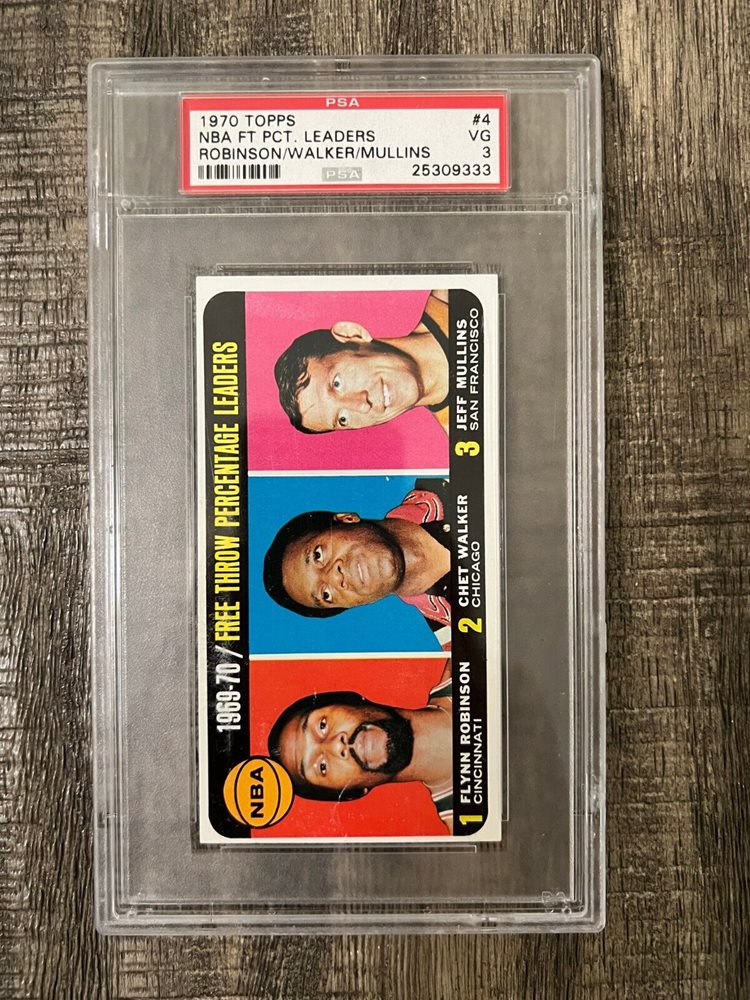 PSA
1970 TOPPS #4
NBA FT PCT. LEADERS VG
ROBINSON/WALKER/MULLINS 3
PSA 25309333
1969-70 / FREE THROW PERCENTAGE LEADERS
NBA
1 FLYNN ROBINSON
CINCINNATI
2 CHET WALKER
CHICAGO
3 JEFF MULLINS
SAN FRANCISCO